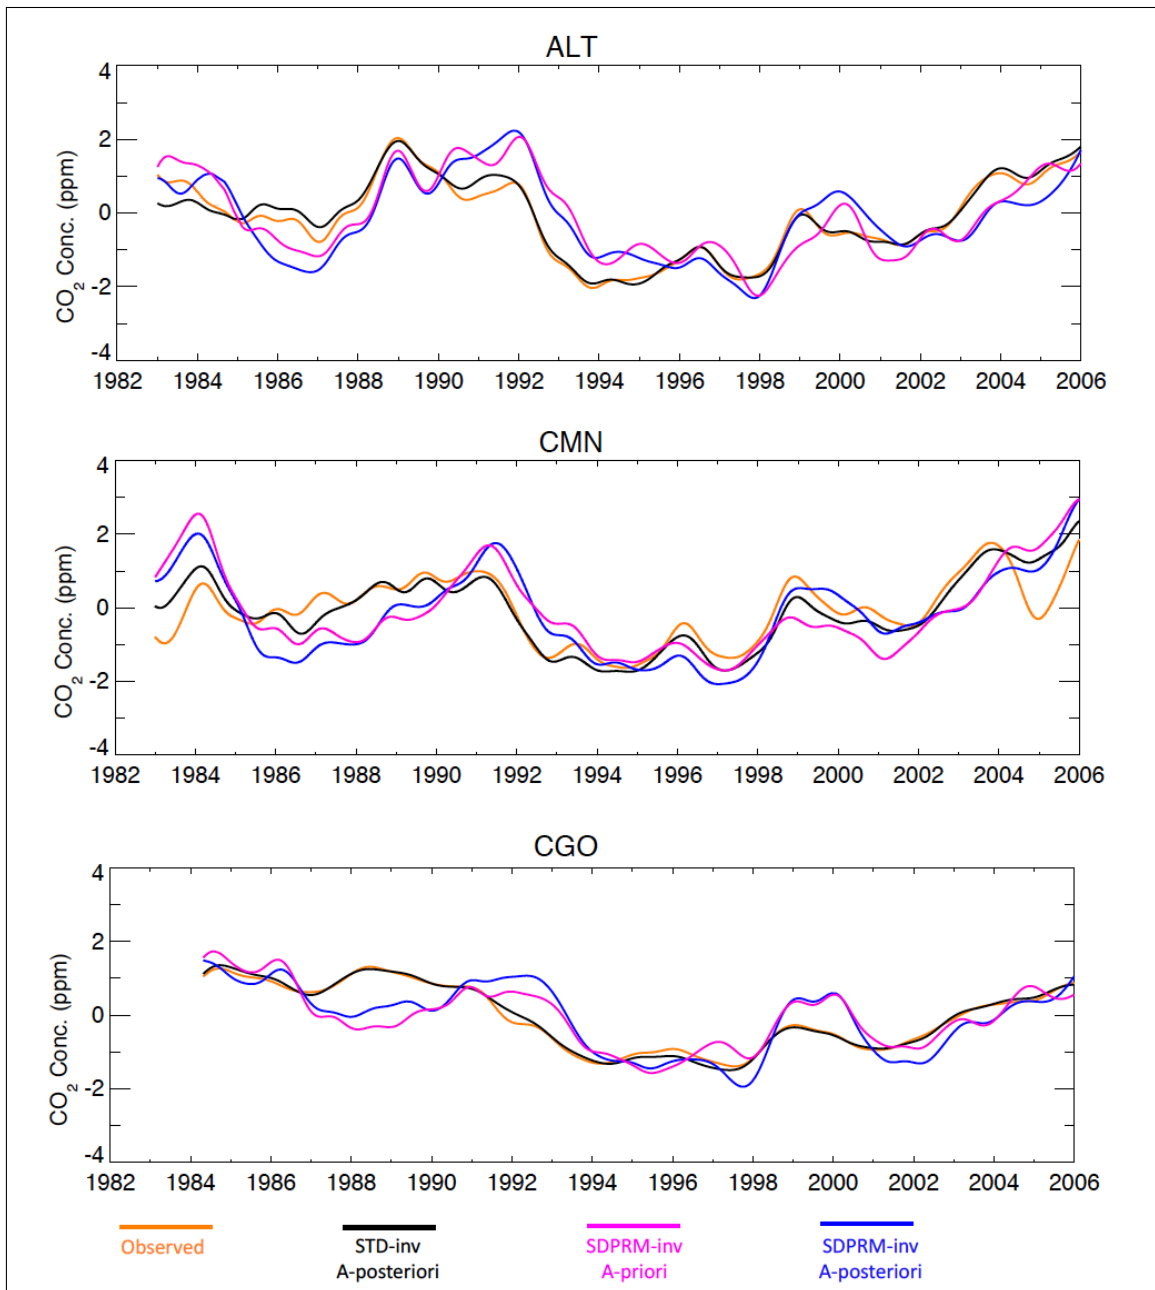 ALT
4
2
0
-2
-4
CO2 Conc. (ppm)
1982 1984 1986 1988 1990 1992 1994 1996 1998 2000 2002 2004 2006
CMN
4
2
0
-2
-4
CO2 Conc. (ppm)
1982 1984 1986 1988 1990 1992 1994 1996 1998 2000 2002 2004 2006
CGO
4
2
0
-2
-4
CO2 Conc. (ppm)
1982 1984 1986 1988 1990 1992 1994 1996 1998 2000 2002 2004 2006
Observed
STD-inv
A-posteriori
SDPRM-inv
A-priori
SDPRM-inv
A-posteriori